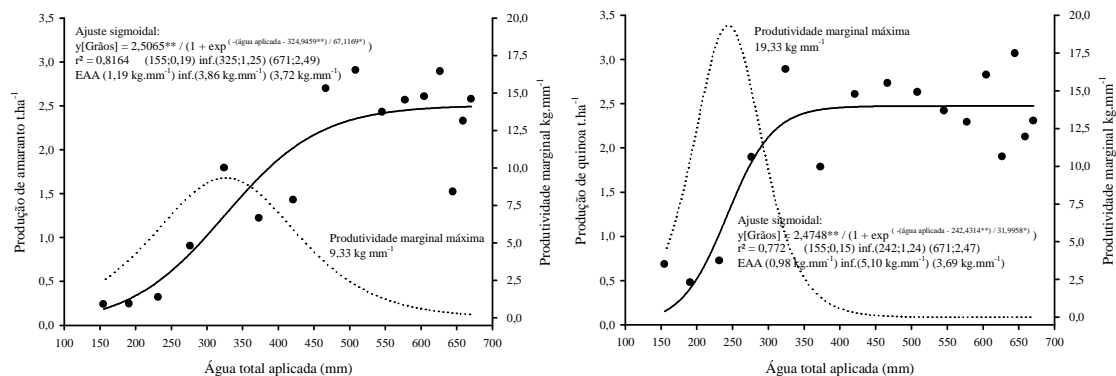 3,5
3,0
2,5
2,0
1,5
1,0
0,5
0,0
Produção de amaranto t.ha-1
Ajuste sigmoidal:
y[Grãos] = 2,5065** / (1 + exp ( -(água aplicada - 324,9459**) / 67,1169*) )
r² = 0,8164 (155;0,19) inf.(325;1,25) (671;2,49)
EAA (1,19 kg.mm-1) inf.(3,86 kg.mm-1) (3,72 kg.mm-1)
Produtividade marginal máxima
9,33 kg mm-1
20,0
17,5
15,0
12,5
10,0
7,5
5,0
2,5
0,0
Produtividade marginal kg.mm-1
100 150 200 250 300 350 400 450 500 550 600 650 700
Água total aplicada (mm)
3,5
3,0
2,5
2,0
1,5
1,0
0,5
0,0
Produção de quinoa t.ha-1
Produtividade marginal máxima
19,33 kg mm-1
Ajuste sigmoidal:
y[Grãos] = 2,4748** / (1 + exp ( -(água aplicada - 242,4314**) / 31,9958*) )
r² = 0,772 (155;0,15) inf.(242;1,24) (671;2,47)
EAA (0,98 kg.mm-1) inf.(5,10 kg.mm-1) (3,69 kg.mm-1)
20,0
17,5
15,0
12,5
10,0
7,5
5,0
2,5
0,0
Produtividade marginal kg.mm-1
100 150 200 250 300 350 400 450 500 550 600 650 700
Água total aplicada (mm)